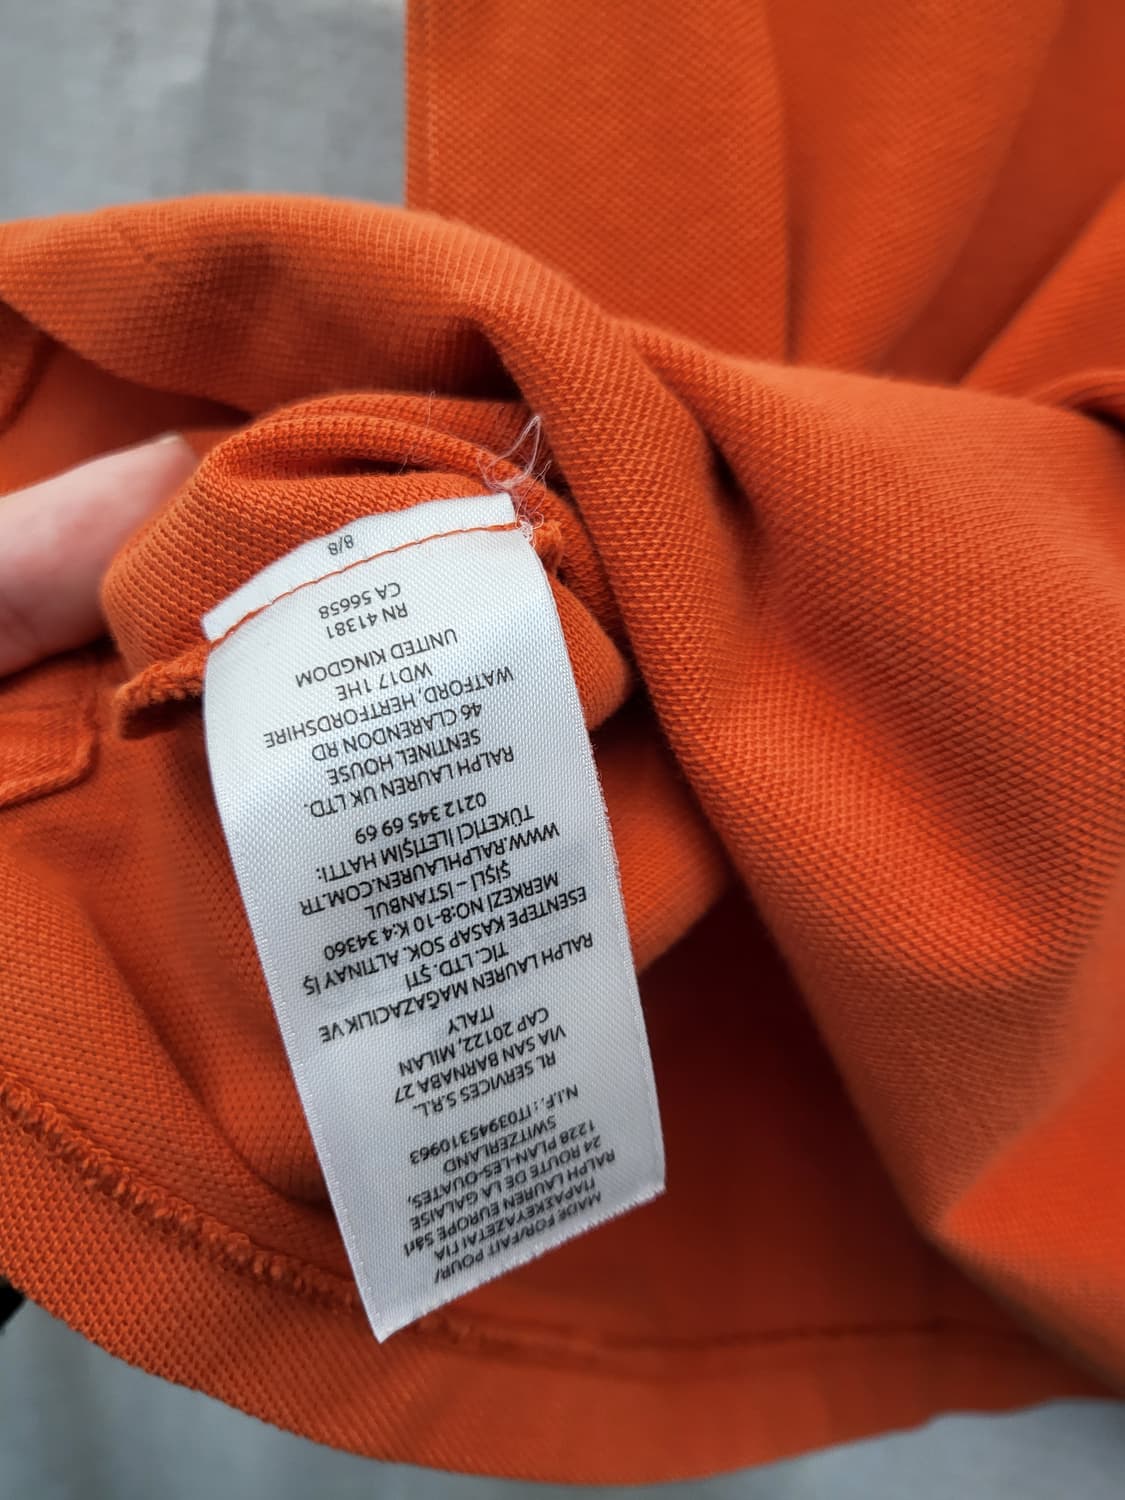 MADE FOR/FAIT POUR/
ΠΑΡΑΣΚΕΥΑΖΕΤΑΙ ΓΙΑ
RALPH LAUREN EUROPE Sàrl
24 ROUTE DE LA GALAISE
1228 PLAN-LES-OUATES,
SWITZERLAND
N.I.F. : IT03945310963
RL SERVICES S.R.L.
VIA SAN BARNABA 27
CAP 20122, MILAN
ITALY
RALPH LAUREN MAĞAZACILIK VE
TİC. LTD. ŞTİ
ESENTEPE KASAP SOK. ALTINAY İŞ
MERKEZİ NO:8-10 K:4 34360
ŞİŞLİ – İSTANBUL
WWW.RALPHLAUREN.COM.TR
TÜKETİCİ İLETİŞİM HATTI:
0212 345 69 69
RALPH LAUREN UK LTD.
SENTINEL HOUSE
46 CLARENDON RD
WATFORD, HERTFORDSHIRE
WD17 1HE
UNITED KINGDOM
RN 41381
CA 56658
8/8